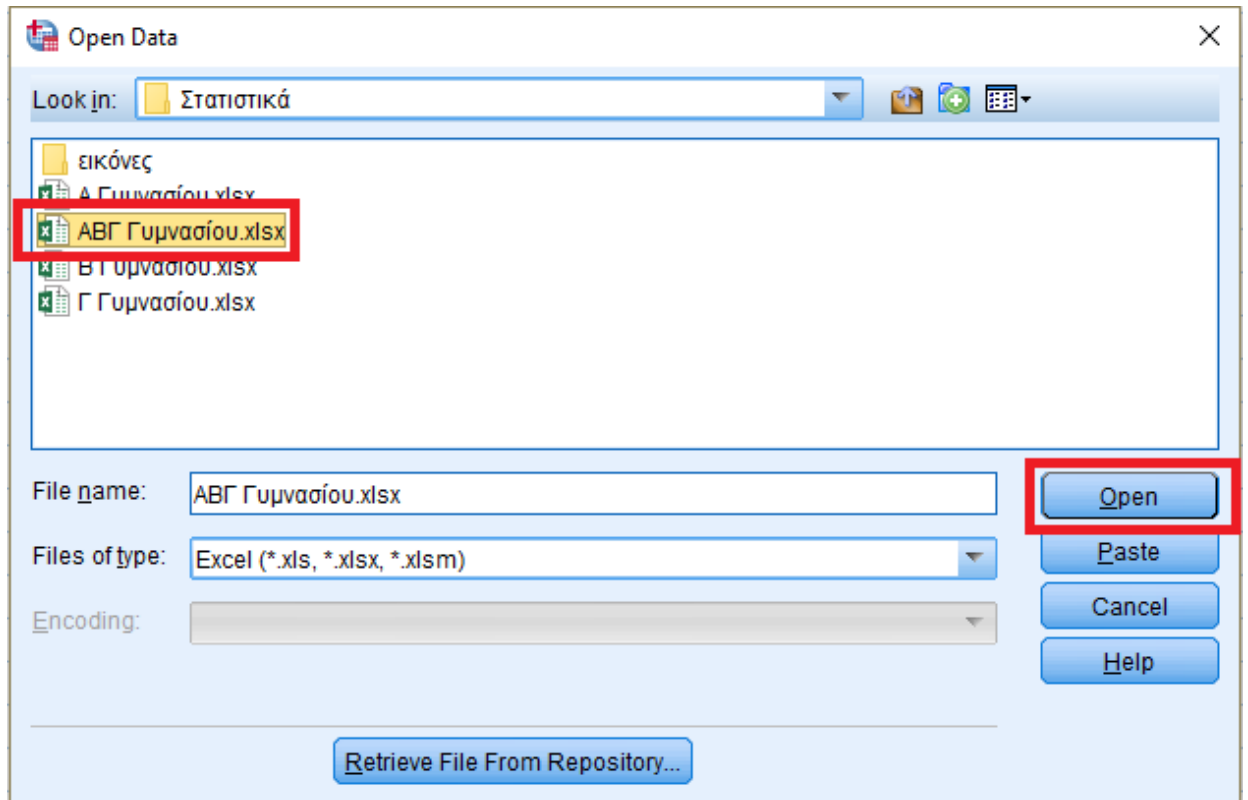 Open Data
Look in: Στατιστικά
εικόνες
Α Γυμνασίου.xlsx
ΑΒΓ Γυμνασίου.xlsx
Β Γυμνασίου.xlsx
Γ Γυμνασίου.xlsx
File name: ΑΒΓ Γυμνασίου.xlsx Open
Files of type: Excel (*.xls, *.xlsx, *.xlsm) Paste
Encoding: Cancel
Help
Retrieve File From Repository...